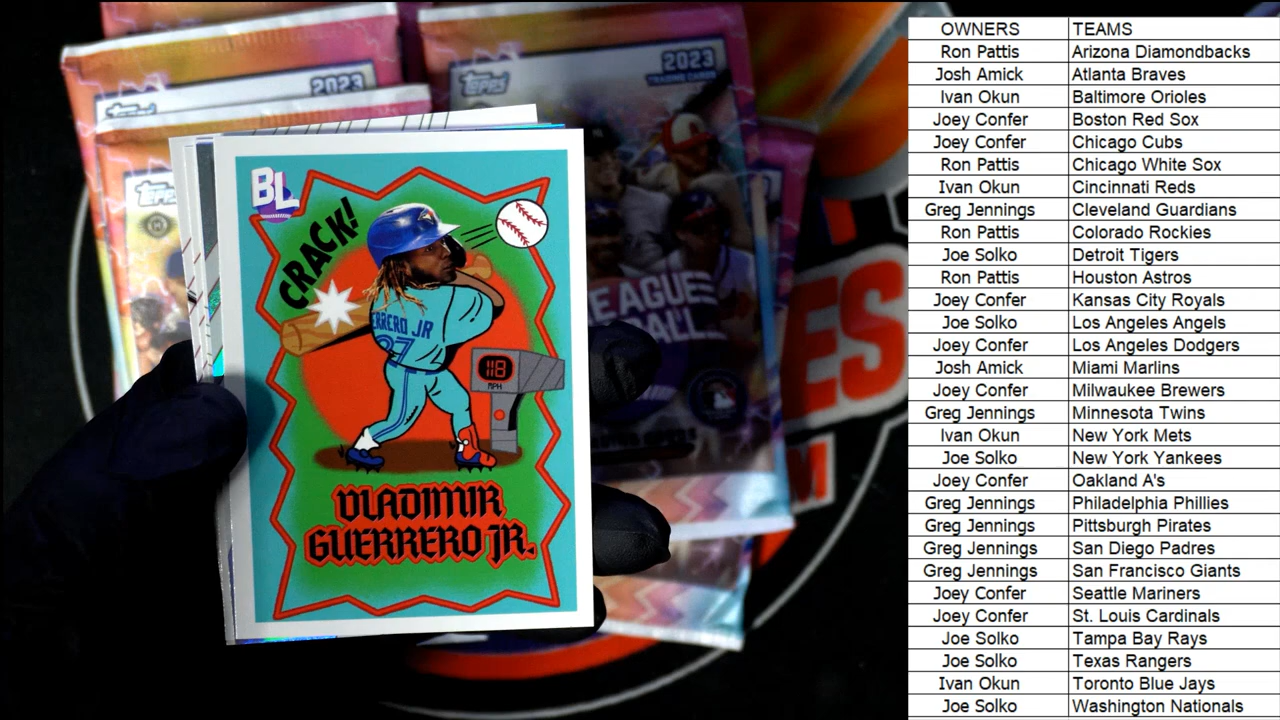 2023
Topps
2023
TRADING CARDS
Topps
Topps
BL
CRACK!
ERRERO JR
27
118
MPH
VLADIMIR
GUERRERO JR.
EAGUE
ES
OWNERS TEAMS
Ron Pattis Arizona Diamondbacks
Josh Amick Atlanta Braves
Ivan Okun Baltimore Orioles
Joey Confer Boston Red Sox
Joey Confer Chicago Cubs
Ron Pattis Chicago White Sox
Ivan Okun Cincinnati Reds
Greg Jennings Cleveland Guardians
Ron Pattis Colorado Rockies
Joe Solko Detroit Tigers
Ron Pattis Houston Astros
Joey Confer Kansas City Royals
Joe Solko Los Angeles Angels
Joey Confer Los Angeles Dodgers
Josh Amick Miami Marlins
Joey Confer Milwaukee Brewers
Greg Jennings Minnesota Twins
Ivan Okun New York Mets
Joe Solko New York Yankees
Joey Confer Oakland A's
Greg Jennings Philadelphia Phillies
Greg Jennings Pittsburgh Pirates
Greg Jennings San Diego Padres
Greg Jennings San Francisco Giants
Joey Confer Seattle Mariners
Joey Confer St. Louis Cardinals
Joe Solko Tampa Bay Rays
Joe Solko Texas Rangers
Ivan Okun Toronto Blue Jays
Joe Solko Washington Nationals